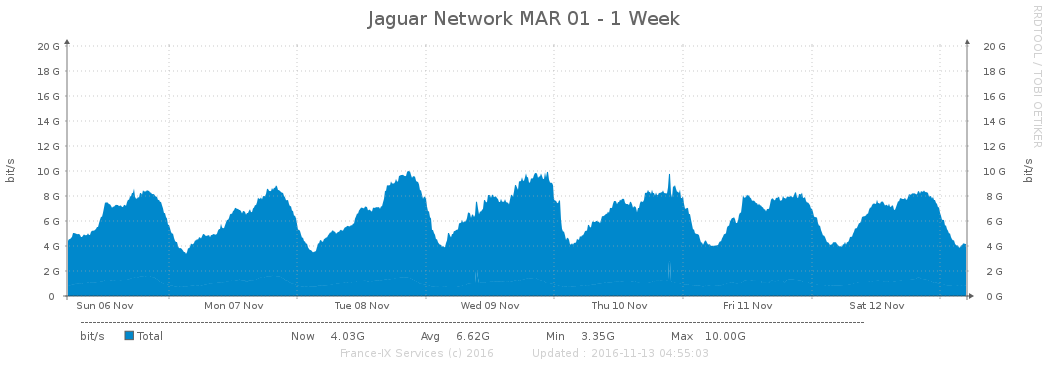 Jaguar Network MAR 01 - 1 Week
RRDTOOL / TOBI OETIKER
bit/s
bit/s
20 G 20 G
18 G 18 G
16 G 16 G
14 G 14 G
12 G 12 G
10 G 10 G
8 G 8 G
6 G 6 G
4 G 4 G
2 G 2 G
0 0 G
Sun 06 Nov Mon 07 Nov Tue 08 Nov Wed 09 Nov Thu 10 Nov Fri 11 Nov Sat 12 Nov
bit/s Total Now 4.03G Avg 6.62G Min 3.35G Max 10.00G
France-IX Services (c) 2016 Updated : 2016-11-13 04:55:03